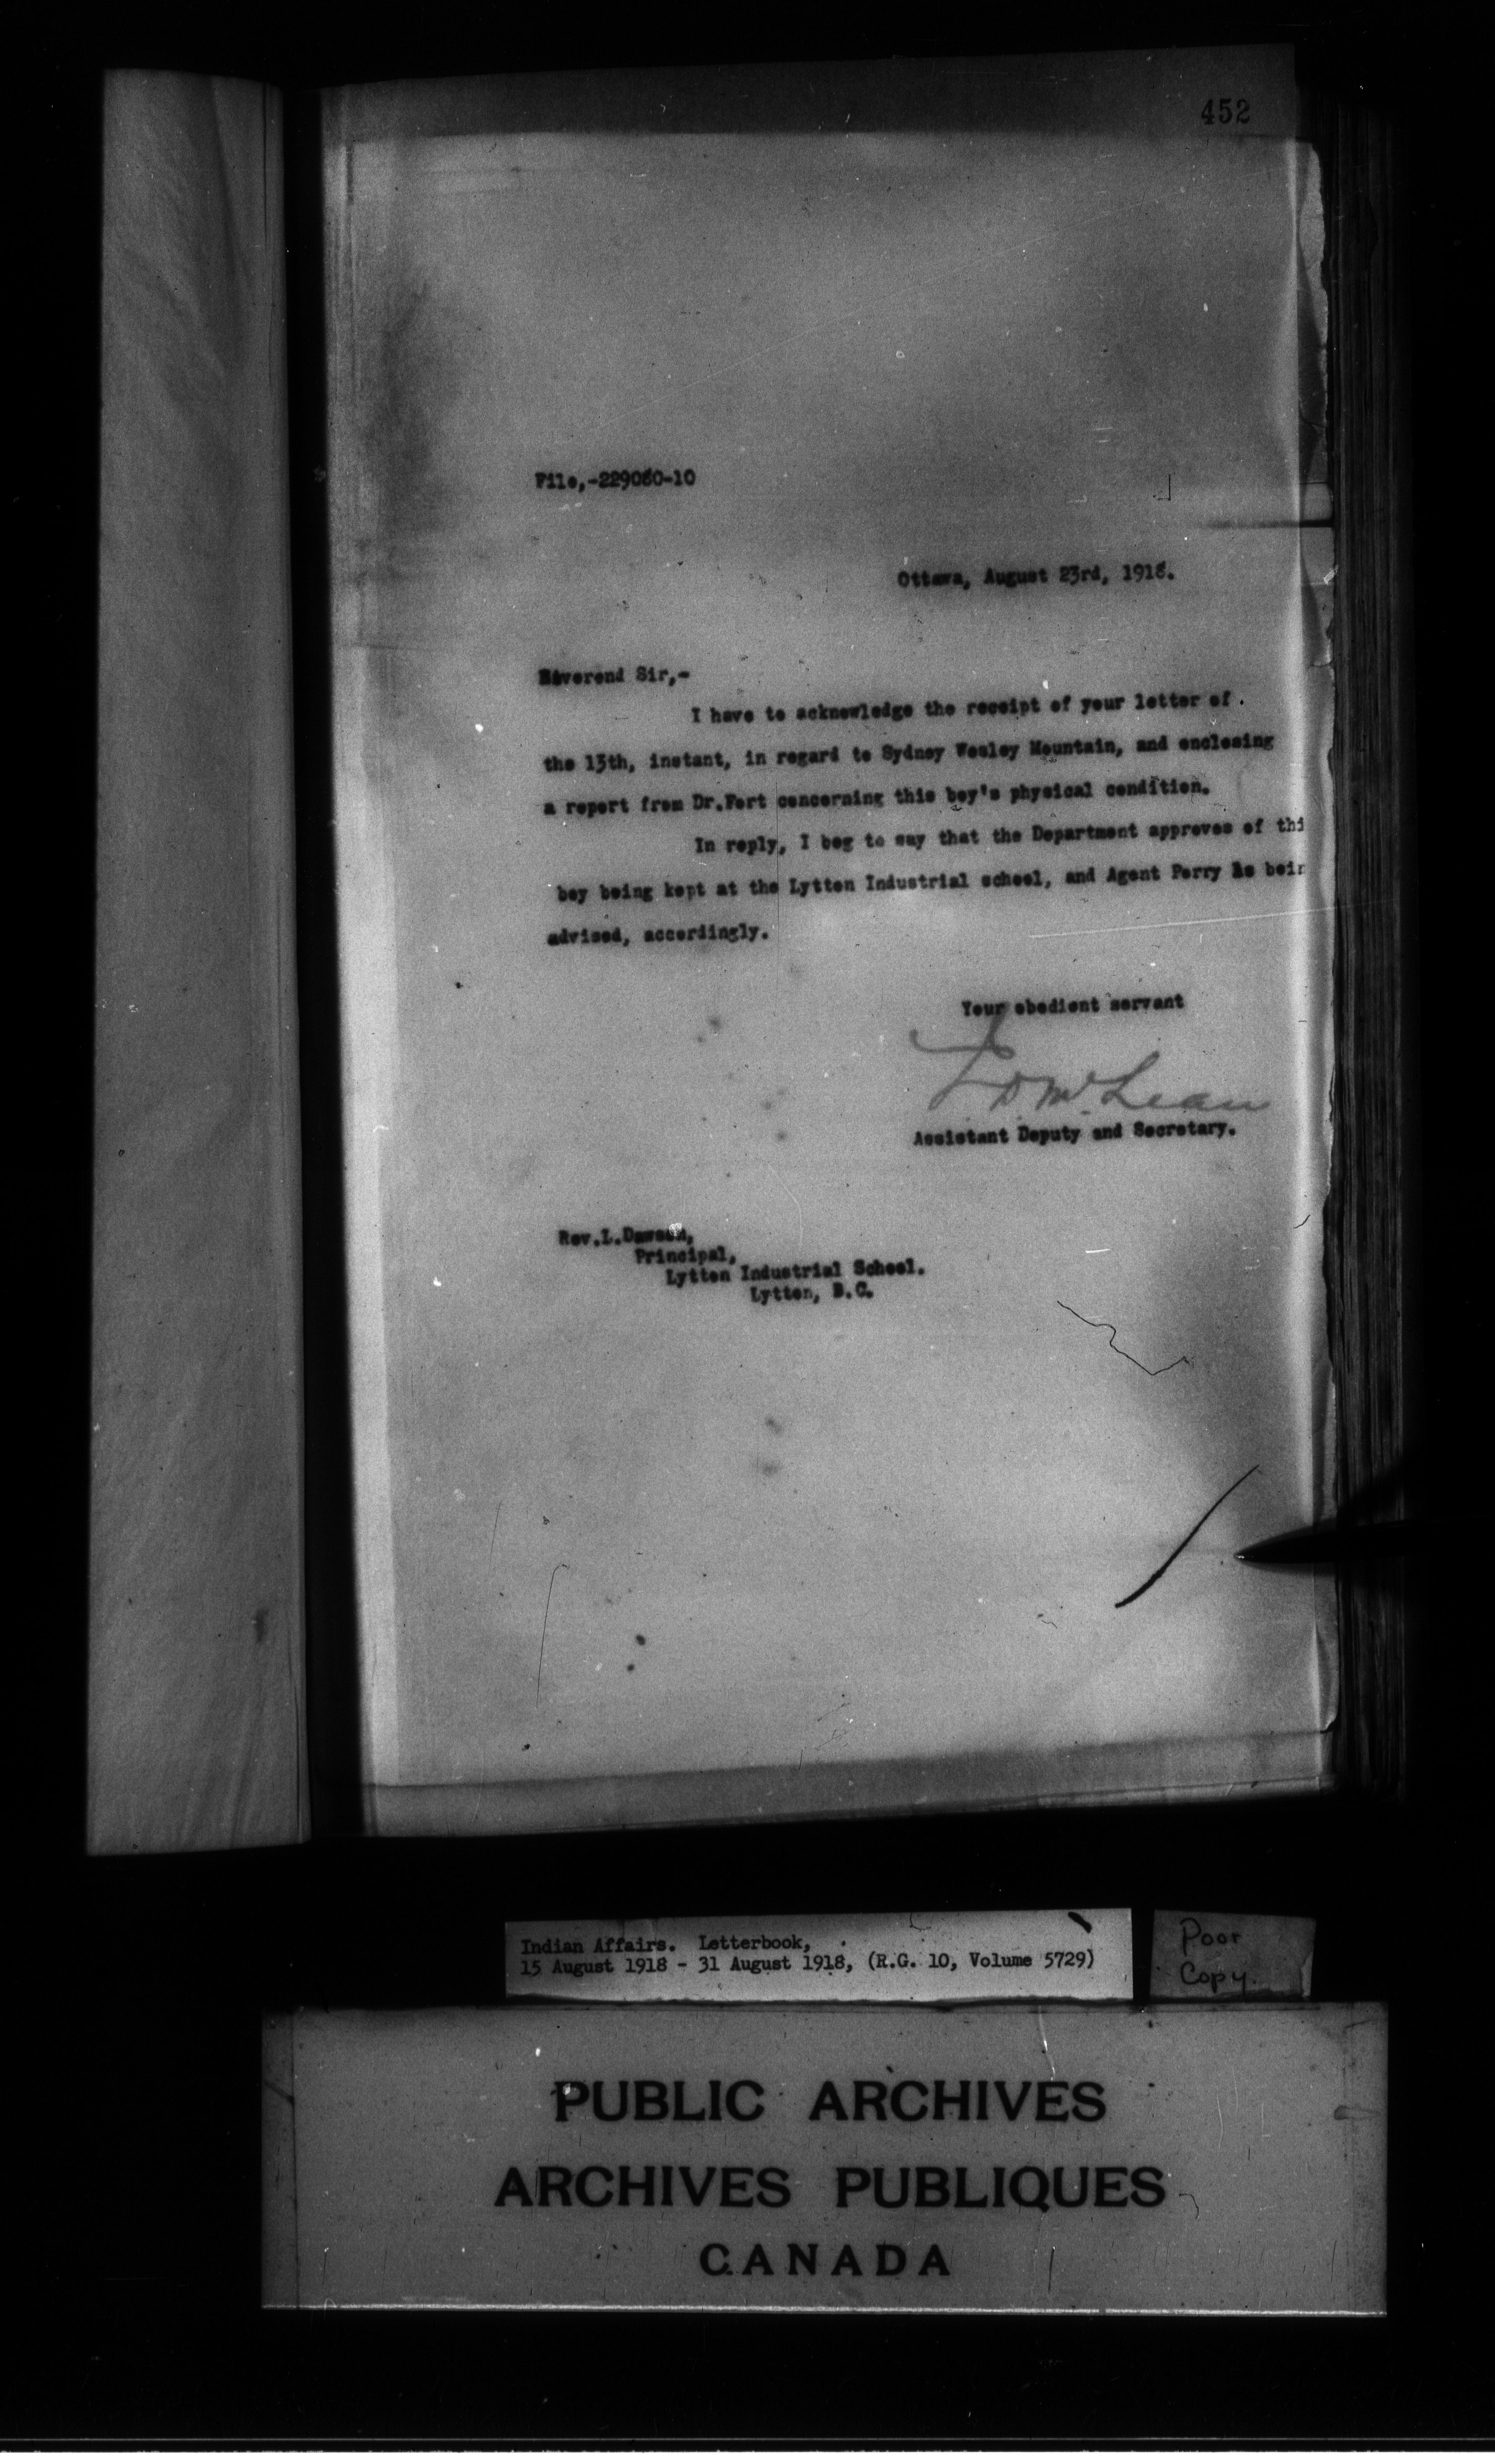 452
File,-229060-10
Ottawa, August 23rd, 1918.
Reverend Sir,-
I have to acknowledge the receipt of your letter of
the 13th, instant, in regard to Sydney Wesley Mountain, and enclosing
a report from Dr.Fort concerning this boy's physical condition.
In reply, I beg to say that the Department approves of thi
boy being kept at the Lytton Industrial school, and Agent Perry is bein
advised, accordingly.
Your obedient servant
J D McLean
Assistant Deputy and Secretary.
Rev.L.Dawson,
Principal,
Lytton Industrial School.
Lytton, B.C.
Indian Affairs. Letterbook,
15 August 1918 - 31 August 1918, (R.G. 10, Volume 5729)
Poor
Copy.
PUBLIC ARCHIVES
ARCHIVES PUBLIQUES
CANADA